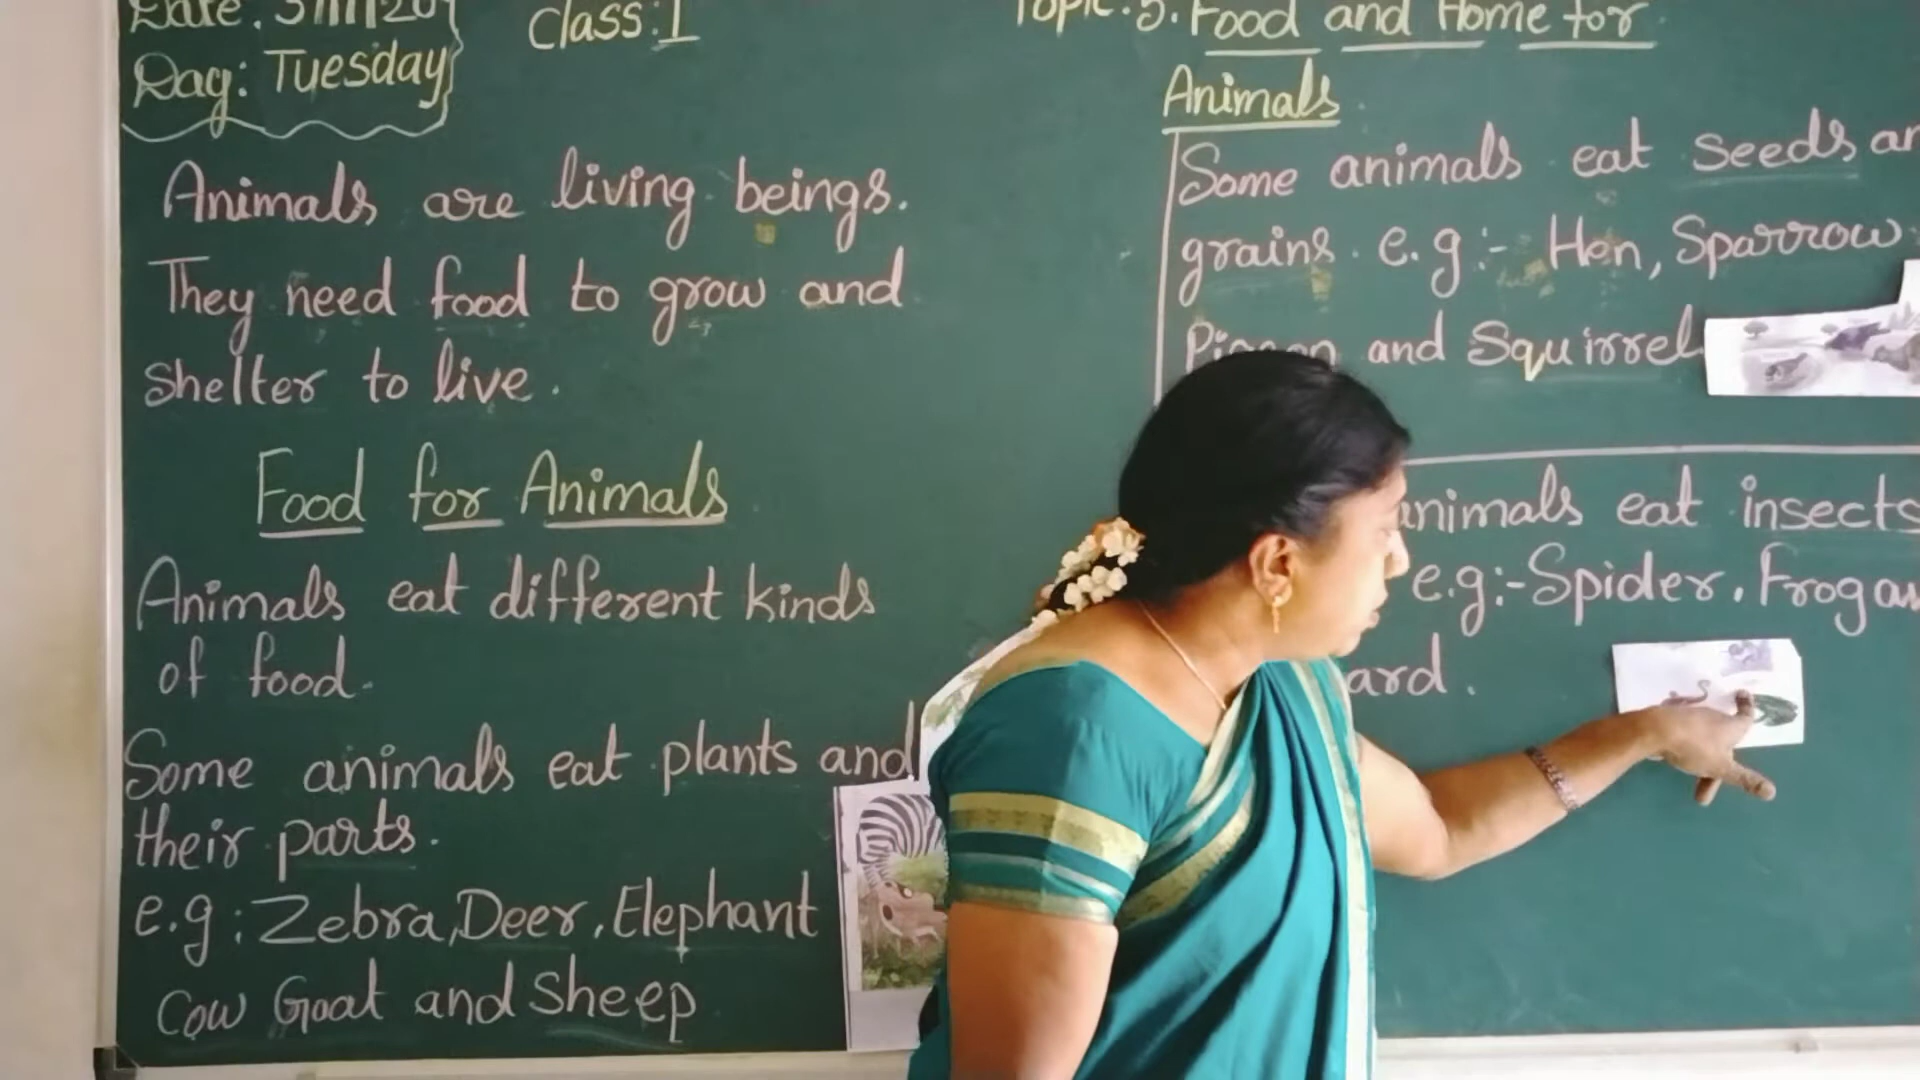 Class: I
Day: Tuesday
Animals are living beings.
They need food to grow and
shelter to live.
Food for Animals
Animals eat different kinds
of food.
Some animals eat plants and
their parts.
e.g: Zebra, Deer, Elephant
Cow Goat and Sheep
Topic: 5. Food and Home for
Animals
Some animals eat seeds
grains. e.g:- Hen, Sparrow
and Squirrel
animals eat insects
e.g:- Spider, Frog